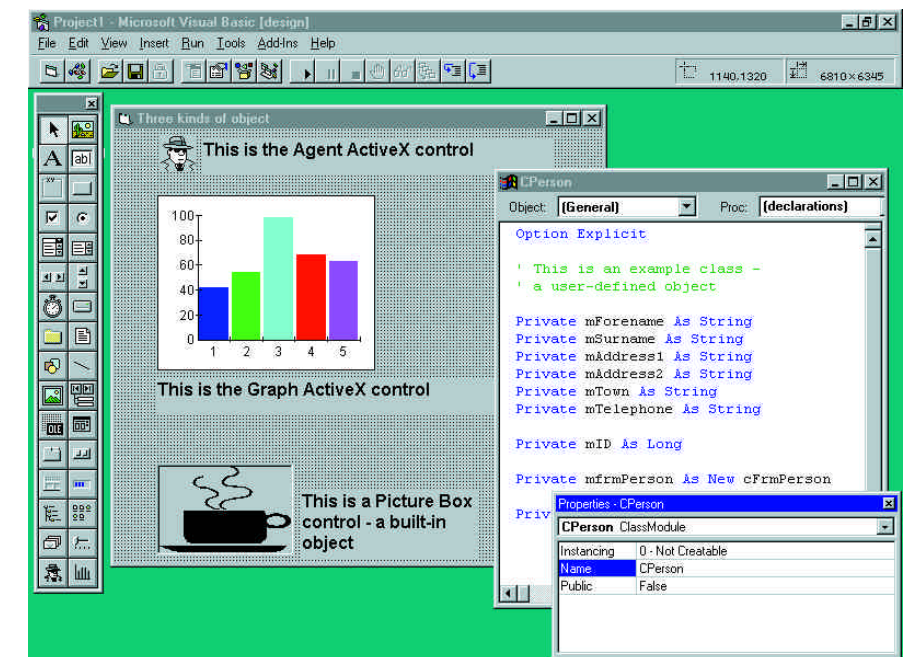 Project1 - Microsoft Visual Basic [design]
File Edit View Insert Run Tools Add-Ins Help
1140,1320 6810×6345
Three kinds of object
This is the Agent ActiveX control
A ab|
xv
OLE
100
80
60
40
20
0
1 2 3 4 5
This is the Graph ActiveX control
This is a Picture Box
control - a built-in
object
CPerson
Object: (General) Proc: (declarations)
Option Explicit
' This is an example class -
' a user-defined object
Private mForename As String
Private mSurname As String
Private mAddress1 As String
Private mAddress2 As String
Private mTown As String
Private mTelephone As String
Private mID As Long
Private mfrmPerson As New cFrmPerson
Priv
Properties - CPerson
CPerson ClassModule
Instancing 0 - Not Creatable
Name CPerson
Public False